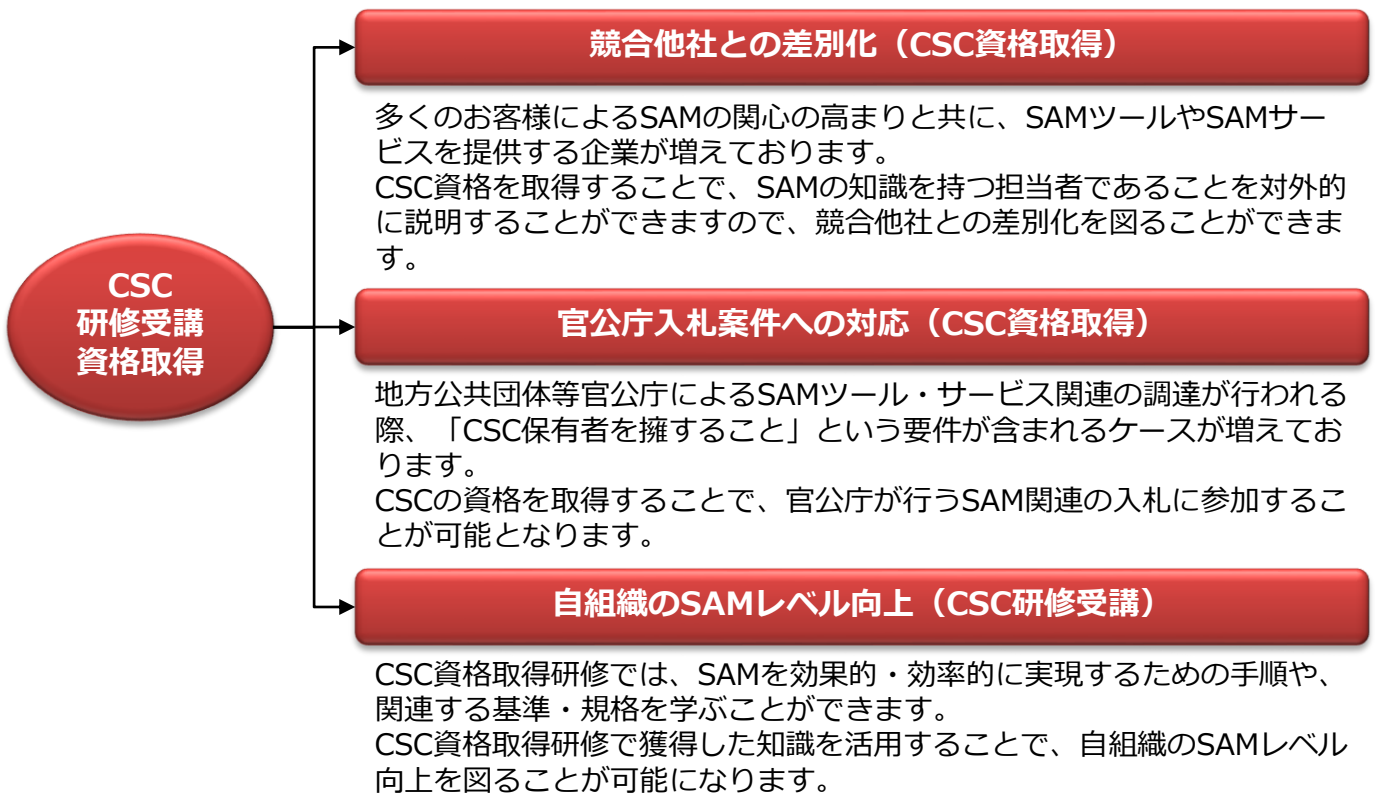 競合他社との差別化（CSC資格取得）
多くのお客様によるSAMの関心の高まりと共に、SAMツールやSAMサー
ビスを提供する企業が増えております。
CSC資格を取得することで、SAMの知識を持つ担当者であることを対外的
に説明することができますので、競合他社との差別化を図ることができま
す。
CSC
研修受講
資格取得
官公庁入札案件への対応（CSC資格取得）
地方公共団体等官公庁によるSAMツール・サービス関連の調達が行われる
際、「CSC保有者を擁すること」という要件が含まれるケースが増えてお
ります。
CSCの資格を取得することで、官公庁が行うSAM関連の入札に参加するこ
とが可能となります。
自組織のSAMレベル向上（CSC研修受講）
CSC資格取得研修では、SAMを効果的・効率的に実現するための手順や、
関連する基準・規格を学ぶことができます。
CSC資格取得研修で獲得した知識を活用することで、自組織のSAMレベル
向上を図ることが可能になります。